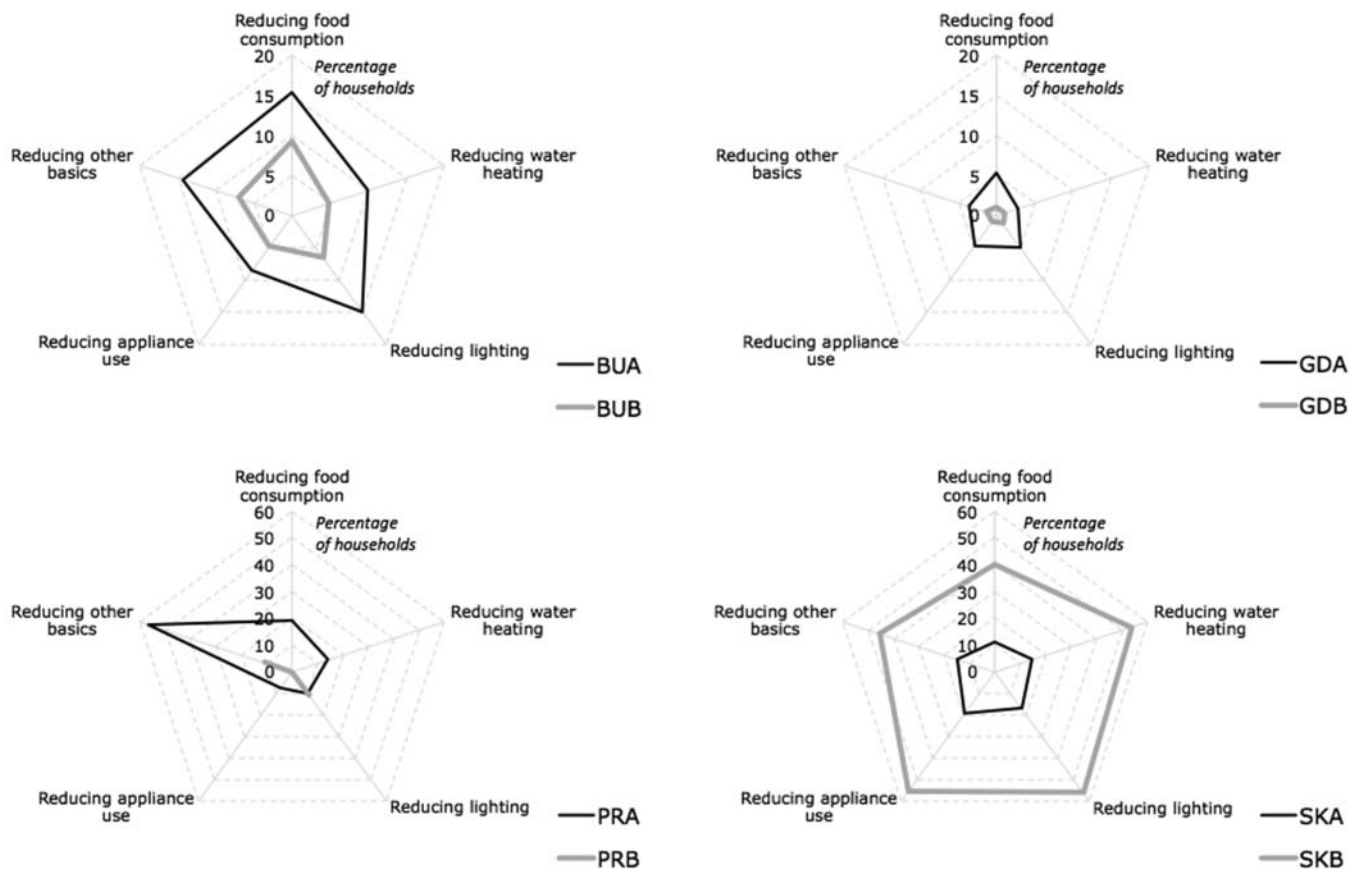 Reducing food
consumption
20
Percentage
of households
15
10
5
0
Reducing other
basics
Reducing water
heating
Reducing appliance
use
Reducing lighting
BUA
BUB
Reducing food
consumption
20
Percentage
of households
15
10
5
0
Reducing other
basics
Reducing water
heating
Reducing appliance
use
Reducing lighting
GDA
GDB
Reducing food
consumption
60
Percentage
of households
50
40
30
20
10
0
Reducing other
basics
Reducing water
heating
Reducing appliance
use
Reducing lighting
PRA
PRB
Reducing food
consumption
60
Percentage
of households
50
40
30
20
10
0
Reducing other
basics
Reducing water
heating
Reducing appliance
use
Reducing lighting
SKA
SKB